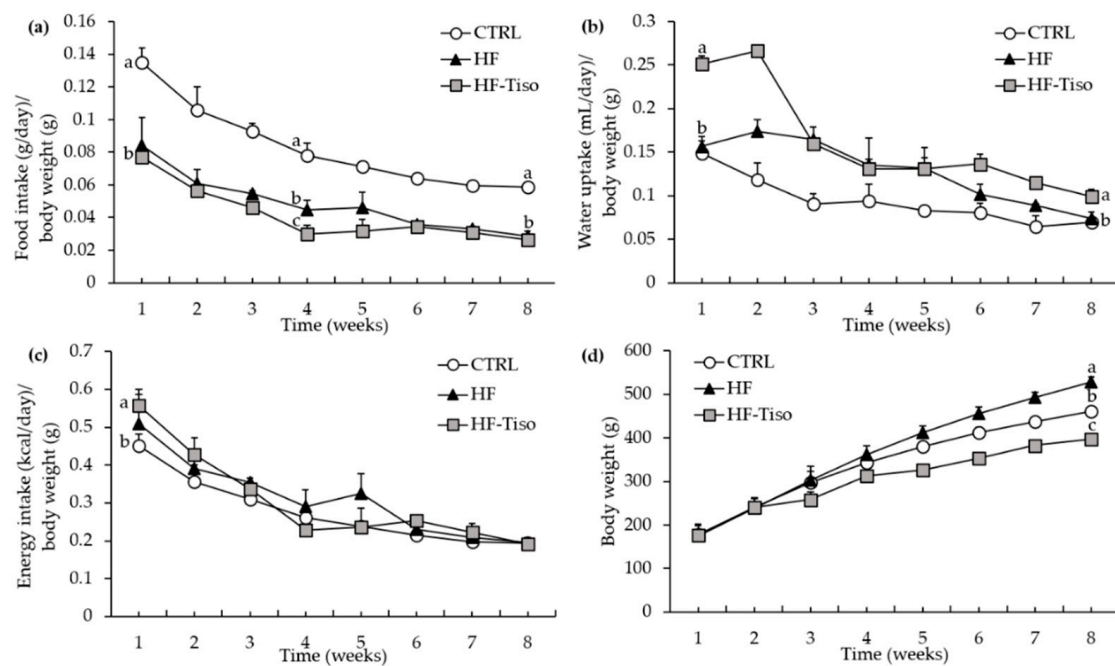 (a)
CTRL
HF
HF-Tiso
Food intake (g/day)/
body weight (g)
0.16
0.14
0.12
0.1
0.08
0.06
0.04
0.02
0
a
b
a
b
c
a
b
1 2 3 4 5 6 7 8
Time (weeks)
(b)
CTRL
HF
HF-Tiso
Water uptake (mL/day)/
body weight (g)
0.3
0.25
0.2
0.15
0.1
0.05
0
a
b
a
b
1 2 3 4 5 6 7 8
Time (weeks)
(c)
CTRL
HF
HF-Tiso
Energy intake (kcal/day)/
body weight (g)
0.7
0.6
0.5
0.4
0.3
0.2
0.1
0
a
b
1 2 3 4 5 6 7 8
Time (weeks)
(d)
CTRL
HF
HF-Tiso
Body weight (g)
600
500
400
300
200
100
0
a
b
c
1 2 3 4 5 6 7 8
Time (weeks)